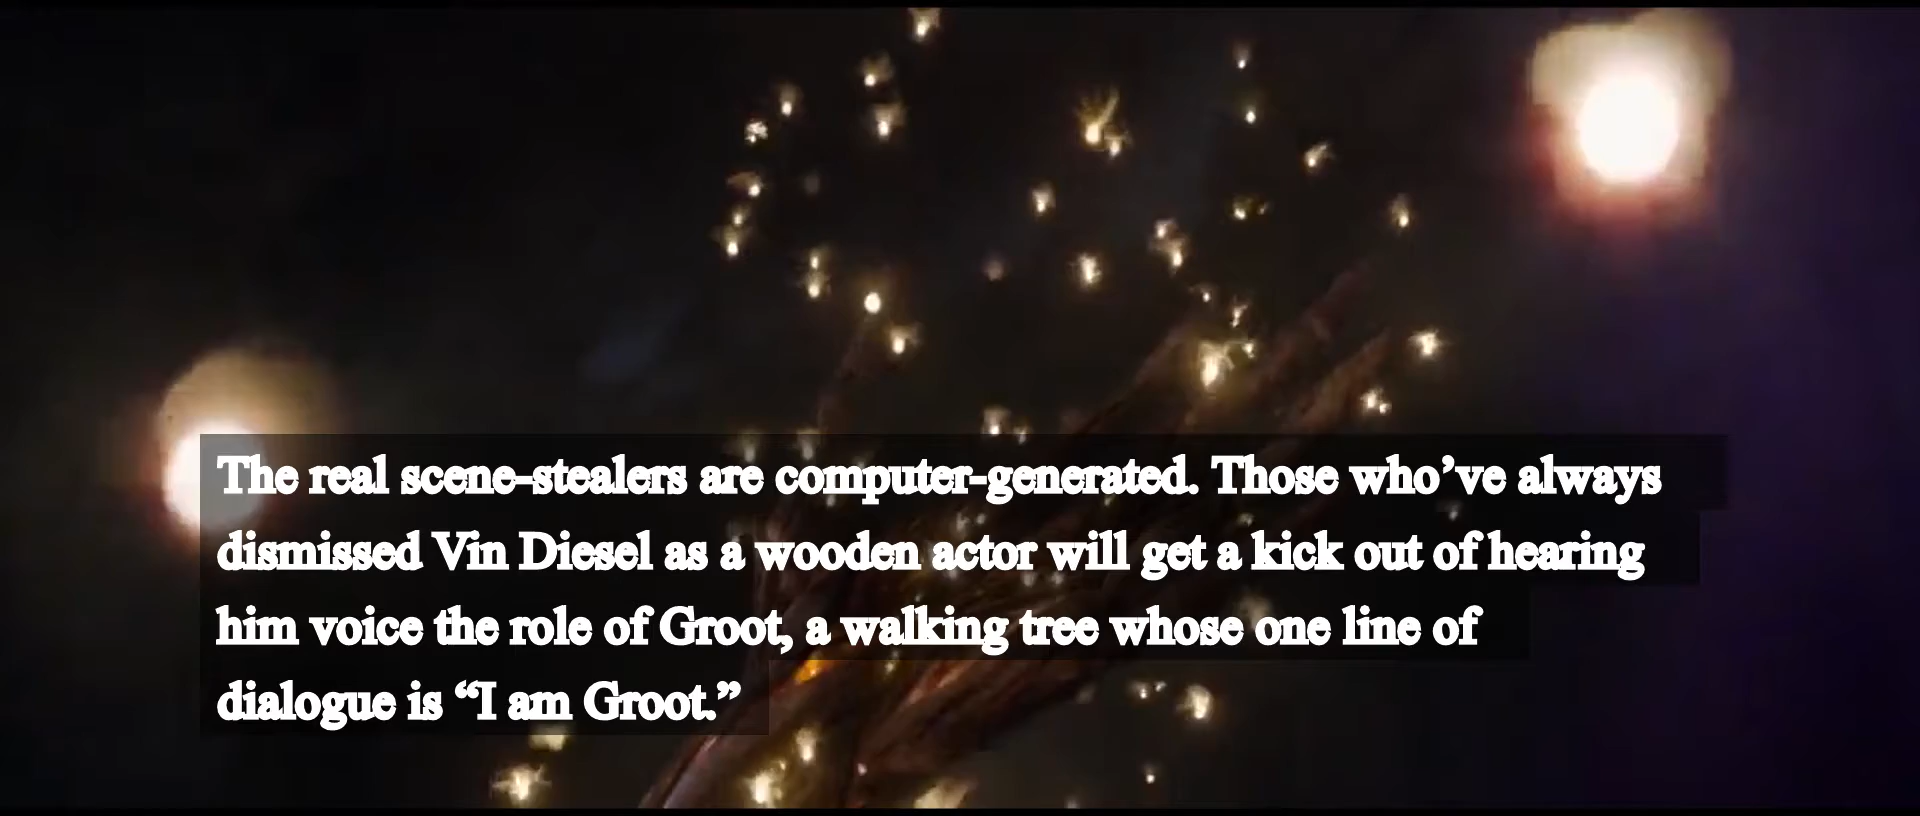 The real scene-stealers are computer-generated. Those who’ve always
dismissed Vin Diesel as a wooden actor will get a kick out of hearing
him voice the role of Groot, a walking tree whose one line of
dialogue is “I am Groot.”